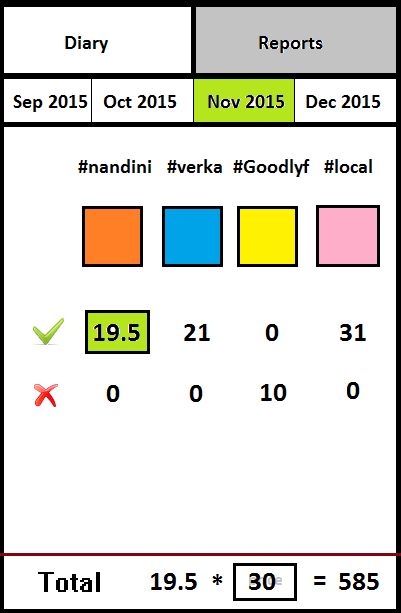 Diary Reports
Sep 2015 Oct 2015 Nov 2015 Dec 2015
#nandini #verka #Goodlyf #local
19.5 21 0 31
0 0 10 0
Total 19.5 * 30 = 585